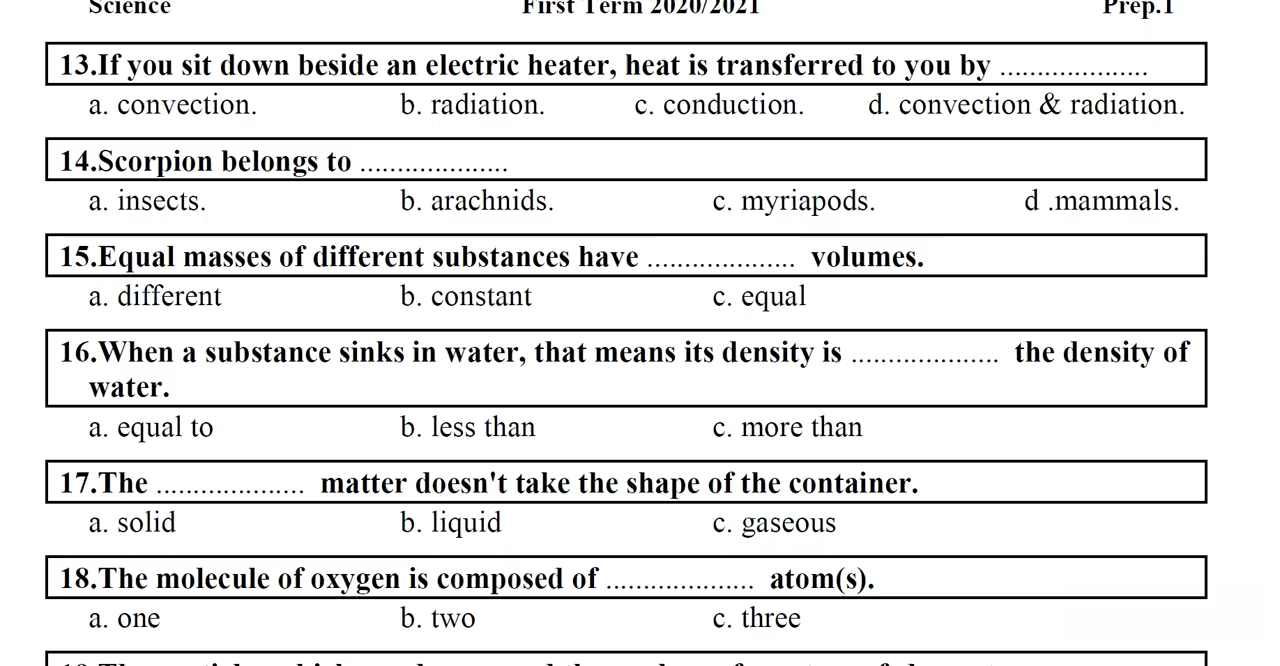 Science First Term 2020/2021 Prep.1
13.If you sit down beside an electric heater, heat is transferred to you by ....................
a. convection. b. radiation. c. conduction. d. convection & radiation.
14.Scorpion belongs to ....................
a. insects. b. arachnids. c. myriapods. d .mammals.
15.Equal masses of different substances have .................... volumes.
a. different b. constant c. equal
16.When a substance sinks in water, that means its density is .................... the density of
water.
a. equal to b. less than c. more than
17.The .................... matter doesn't take the shape of the container.
a. solid b. liquid c. gaseous
18.The molecule of oxygen is composed of .................... atom(s).
a. one b. two c. three